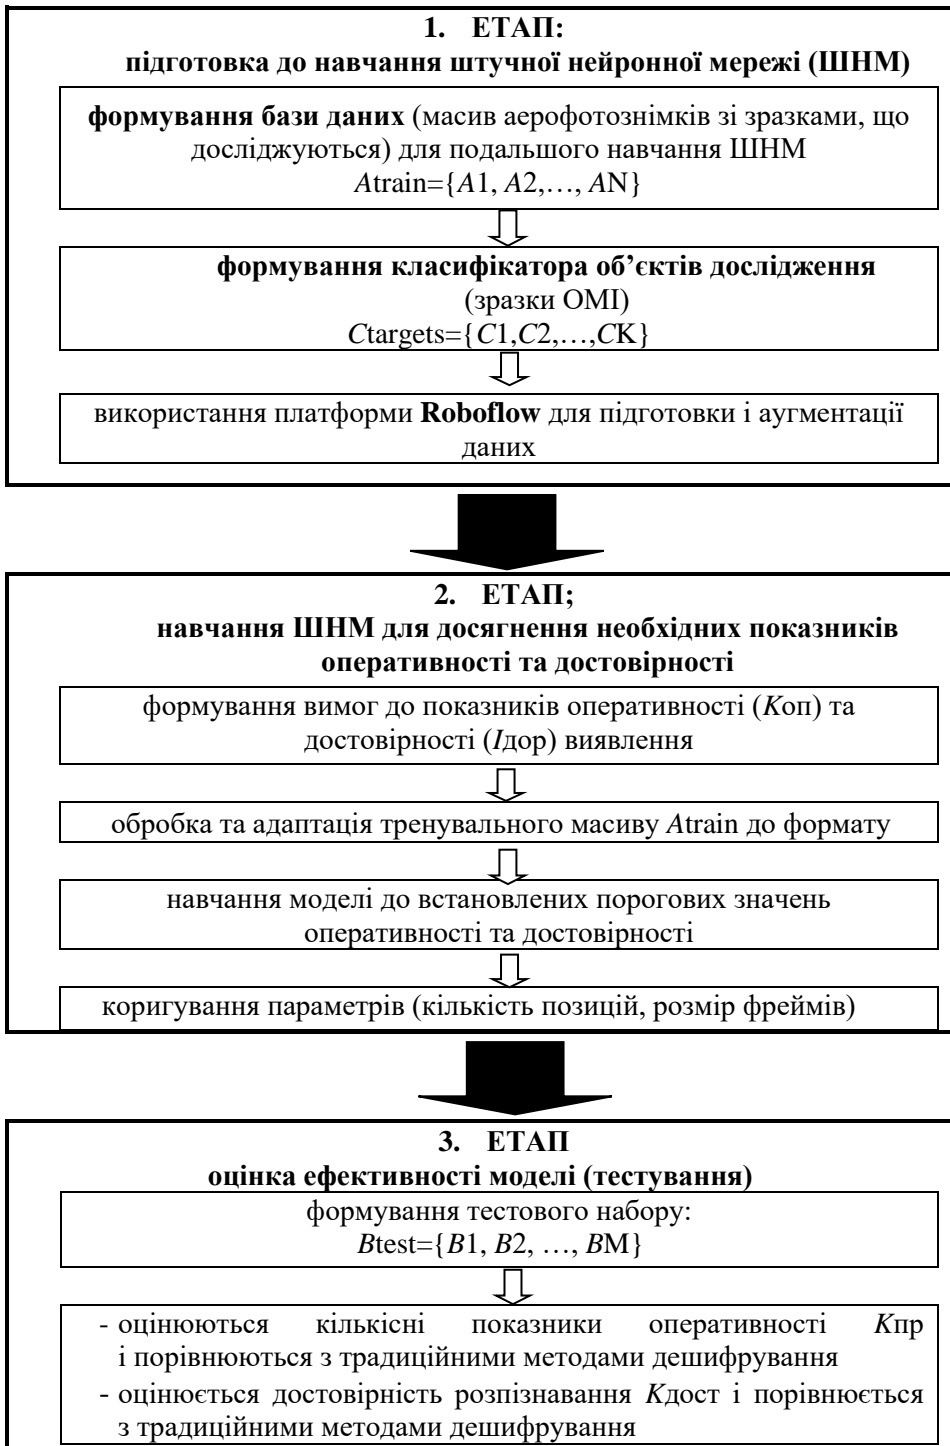 1. ЕТАП:
підготовка до навчання штучної нейронної мережі (ШНМ)
формування бази даних (масив аерофотознімків зі зразками, що
досліджуються) для подальшого навчання ШНМ
Atrain={A1, A2,…, AN}
формування класифікатора об’єктів дослідження
(зразки ОМІ)
Ctargets={C1,C2,…,CK}
використання платформи Roboflow для підготовки і аугментації
даних
2. ЕТАП;
навчання ШНМ для досягнення необхідних показників
оперативності та достовірності
формування вимог до показників оперативності (Kоп) та
достовірності (Iдор) виявлення
обробка та адаптація тренувального масиву Atrain до формату
навчання моделі до встановлених порогових значень
оперативності та достовірності
коригування параметрів (кількість позицій, розмір фреймів)
3. ЕТАП
оцінка ефективності моделі (тестування)
формування тестового набору:
Btest={B1, B2, …, BM}
- оцінюються кількісні показники оперативності Kпр
і порівнюються з традиційними методами дешифрування
- оцінюється достовірність розпізнавання Kдост і порівнюється
з традиційними методами дешифрування